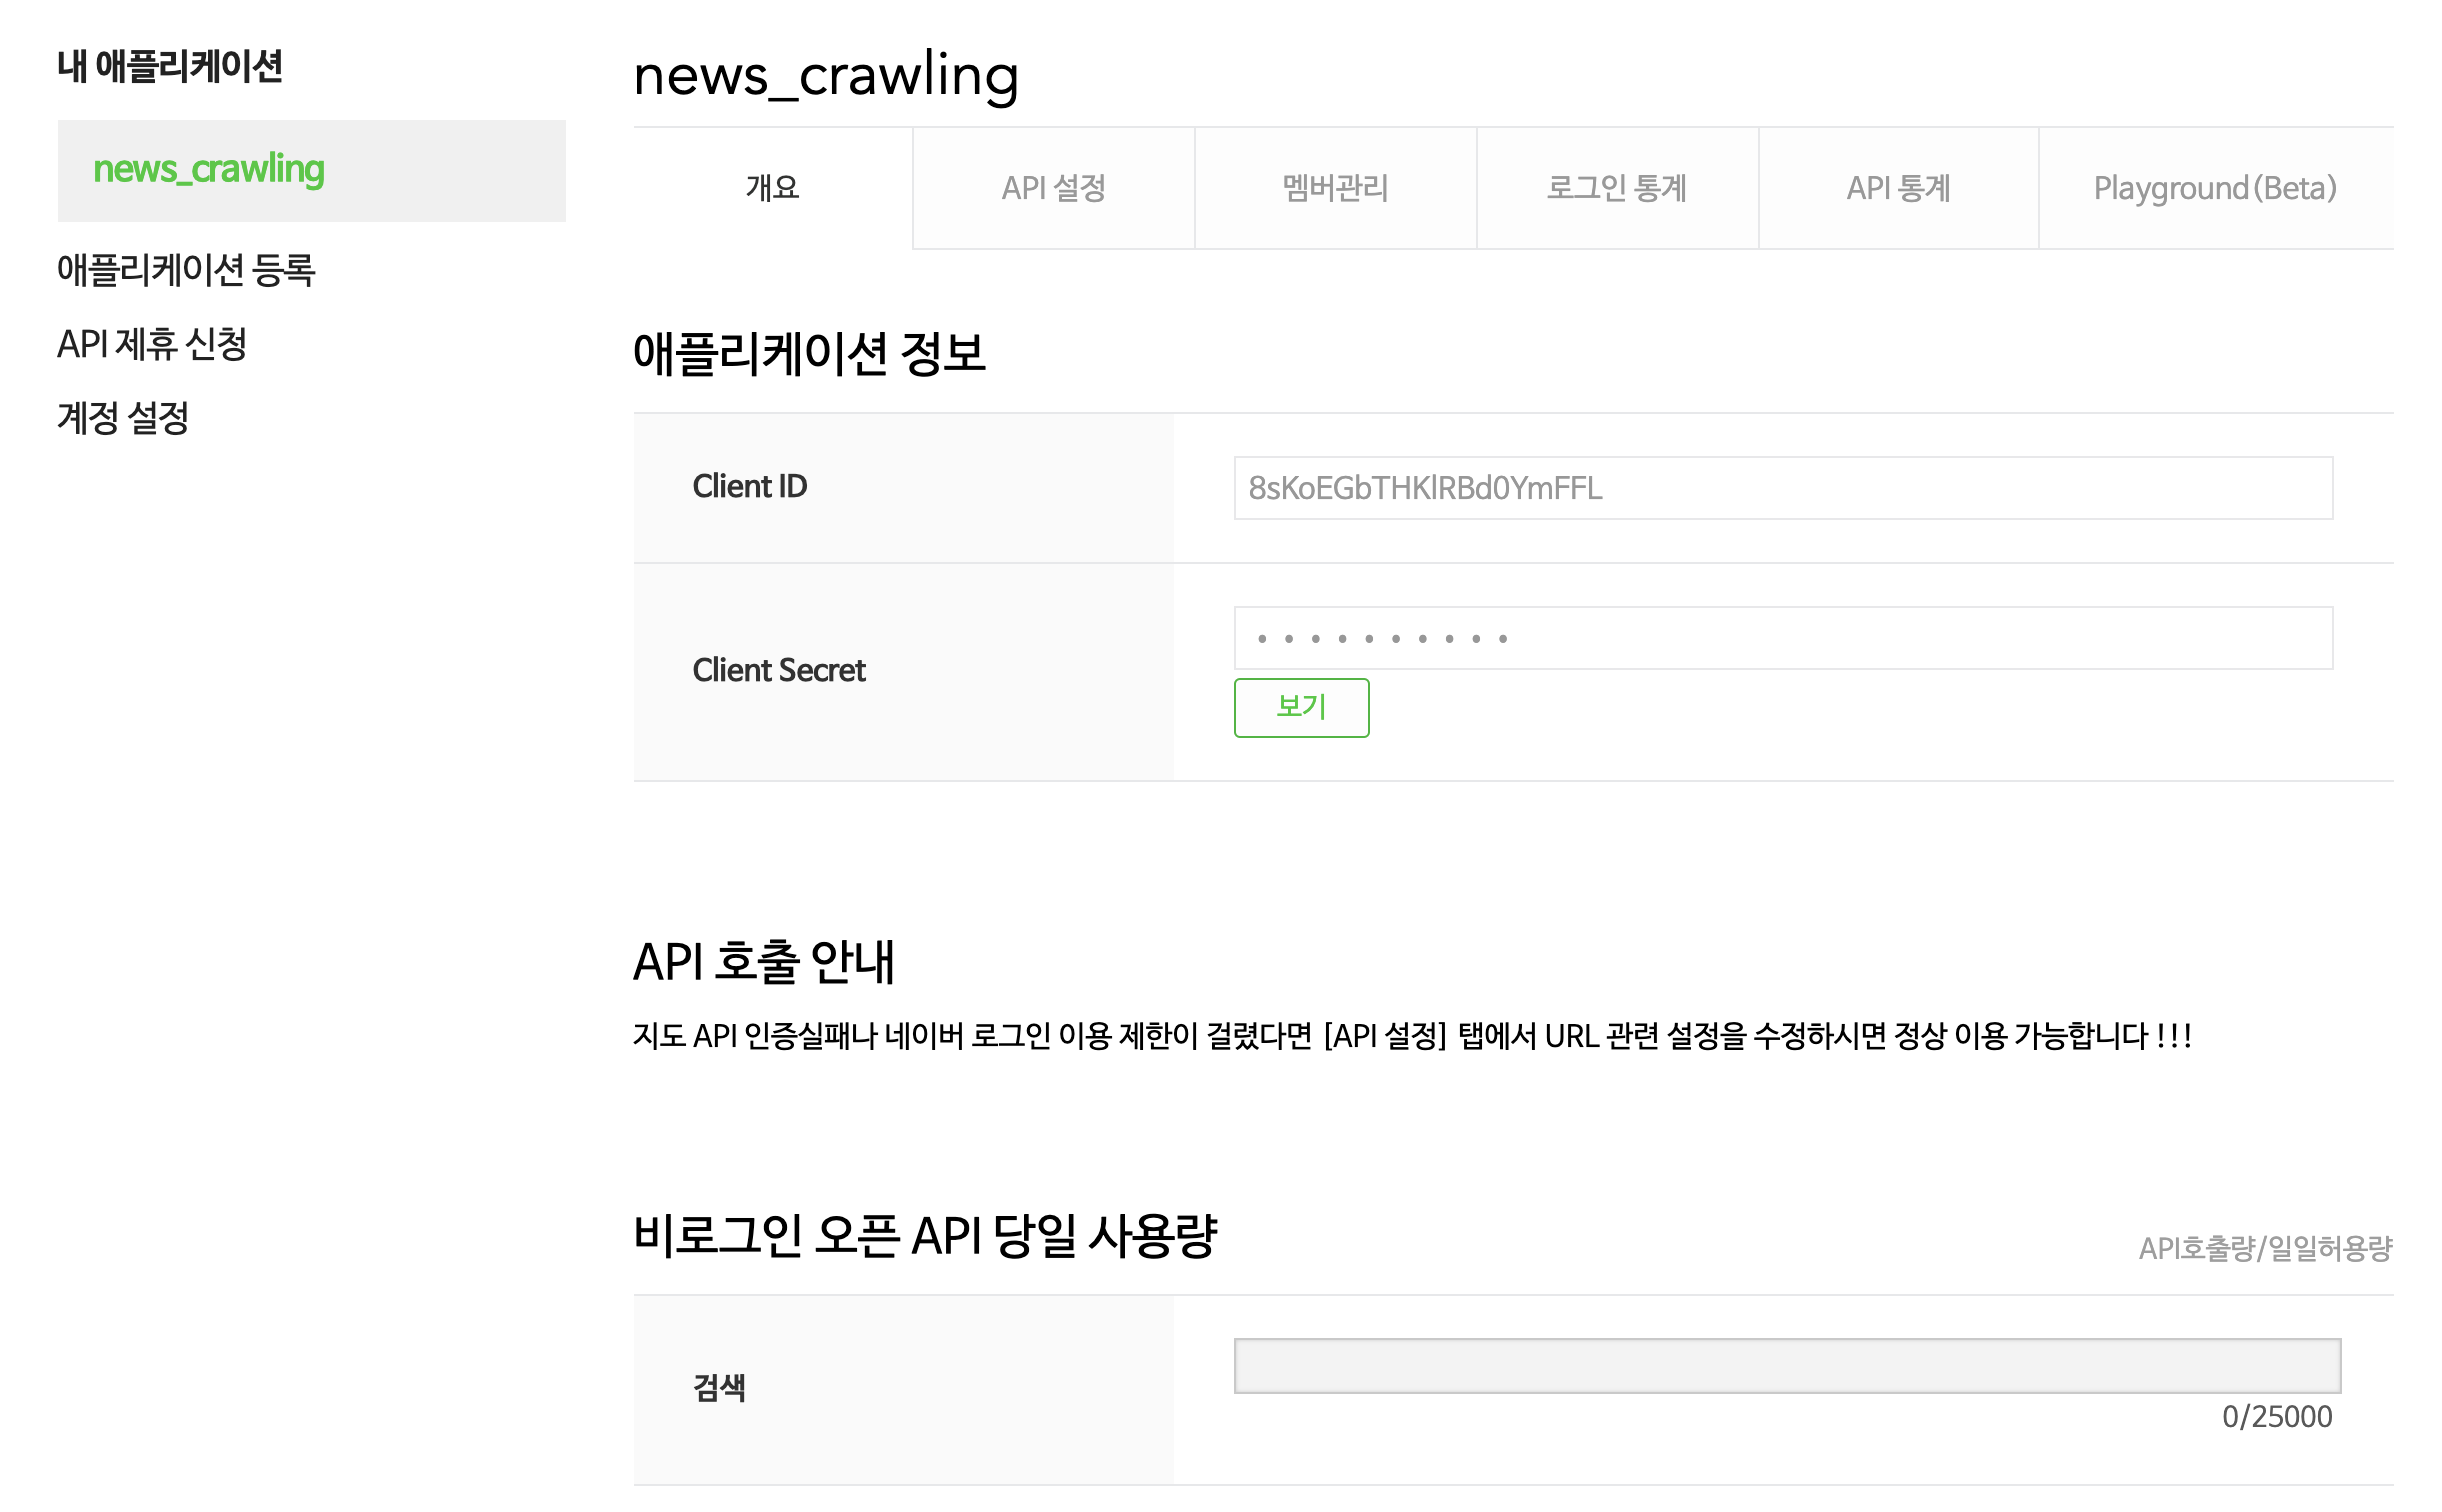 내 애플리케이션
news_crawling
애플리케이션 등록
API 제휴 신청
계정 설정
news_crawling
개요
API 설정
멤버관리
로그인 통계
API 통계
Playground(Beta)
애플리케이션 정보
Client ID
8sKoEGbTHKlRBd0YmFFL
Client Secret
• • • • • • • • • •
보기
API 호출 안내
지도 API 인증실패나 네이버 로그인 이용 제한이 걸렸다면 [API 설정] 탭에서 URL 관련 설정을 수정하시면 정상 이용 가능합니다 !!!
비로그인 오픈 API 당일 사용량
API호출량/일일허용량
검색
0/25000